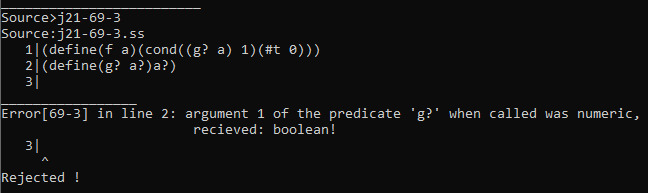 Source>j21-69-3
Source:j21-69-3.ss
1|(define(f a)(cond((g? a) 1)(#t 0)))
2|(define(g? a?)a?)
3|
Error[69-3] in line 2: argument 1 of the predicate 'g?' when called was numeric,
recieved: boolean!
3|
^
Rejected !